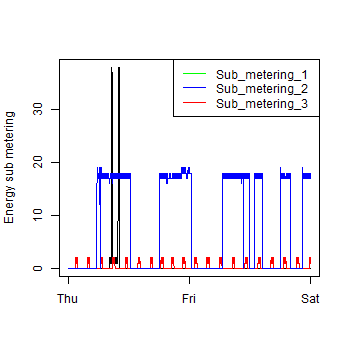 Sub_metering_1
Sub_metering_2
Sub_metering_3
Energy sub metering
30
20
10
0
Thu
Fri
Sat